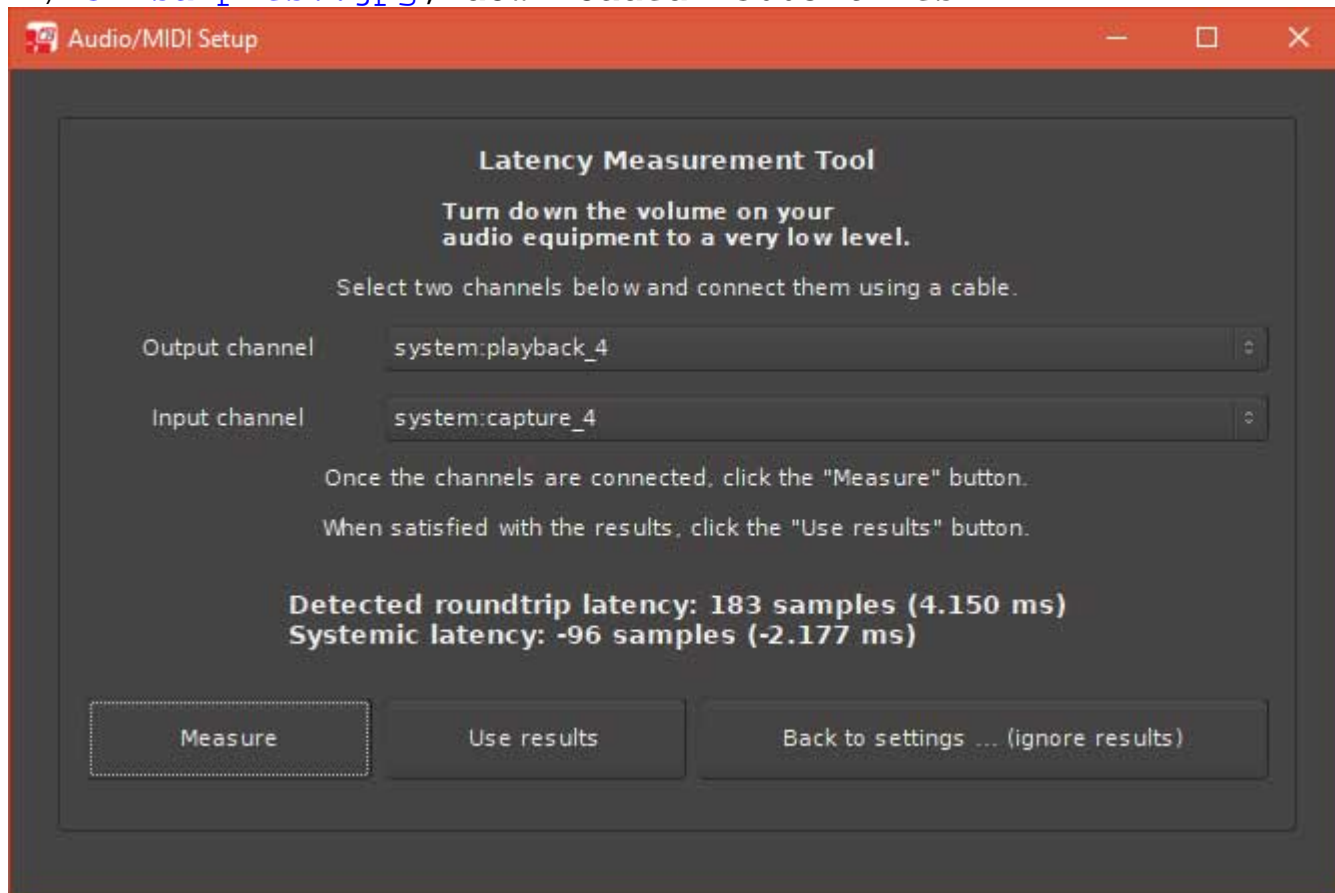 Audio/MIDI Setup
Latency Measurement Tool
Turn down the volume on your
audio equipment to a very low level.
Select two channels below and connect them using a cable.
Output channel system:playback_4
Input channel system:capture_4
Once the channels are connected, click the "Measure" button.
When satisfied with the results, click the "Use results" button.
Detected roundtrip latency: 183 samples (4.150 ms)
Systemic latency: -96 samples (-2.177 ms)
Measure Use results Back to settings ... (ignore results)